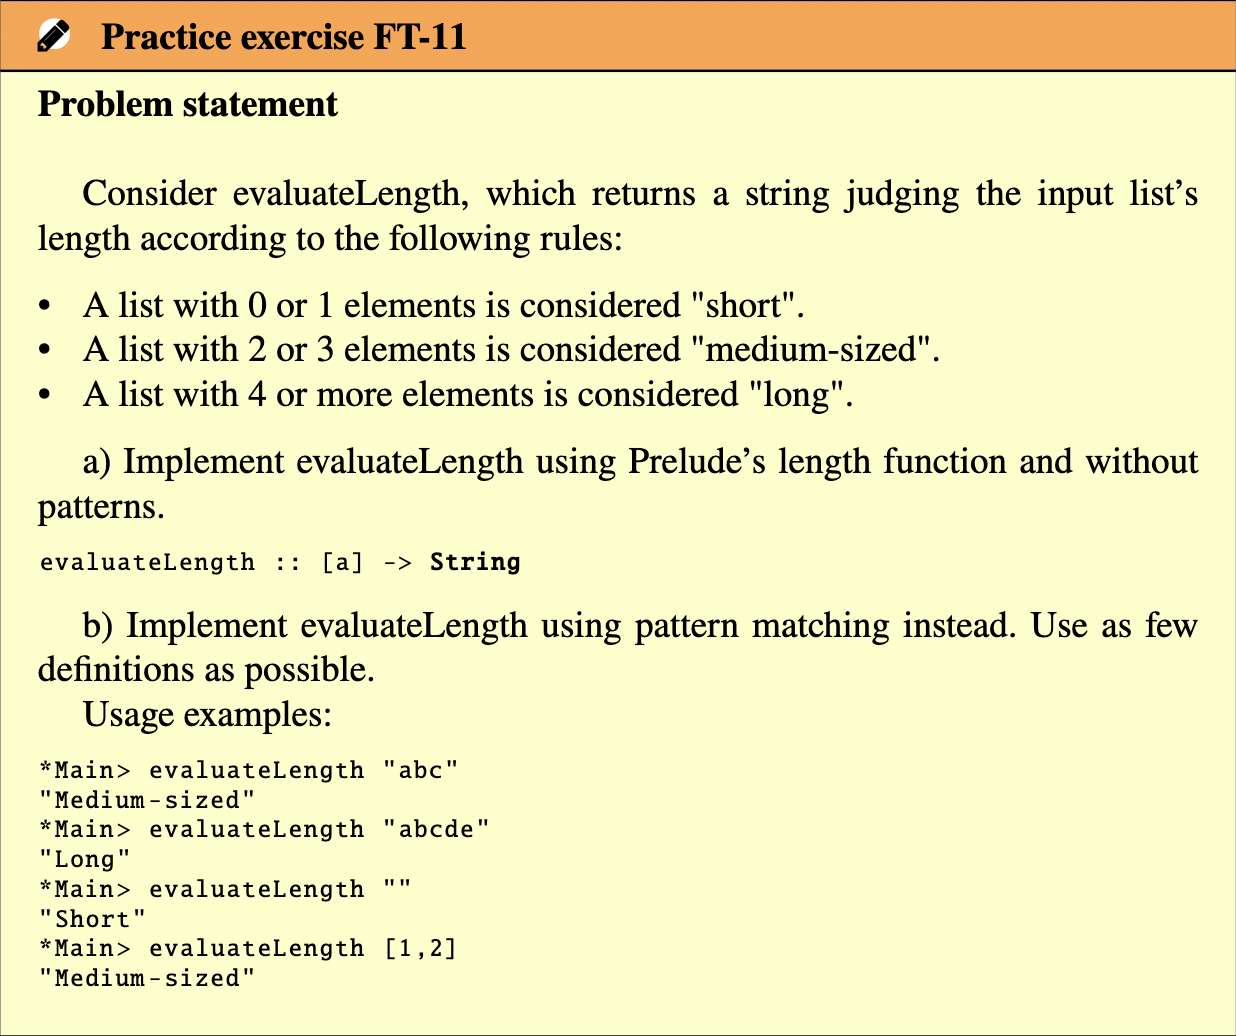 Practice exercise FT-11
Problem statement
Consider evaluateLength, which returns a string judging the input list’s
length according to the following rules:
• A list with 0 or 1 elements is considered "short".
• A list with 2 or 3 elements is considered "medium-sized".
• A list with 4 or more elements is considered "long".
a) Implement evaluateLength using Prelude’s length function and without
patterns.
evaluateLength :: [a] -> String
b) Implement evaluateLength using pattern matching instead. Use as few
definitions as possible.
Usage examples:
*Main> evaluateLength "abc"
"Medium-sized"
*Main> evaluateLength "abcde"
"Long"
*Main> evaluateLength ""
"Short"
*Main> evaluateLength [1,2]
"Medium-sized"